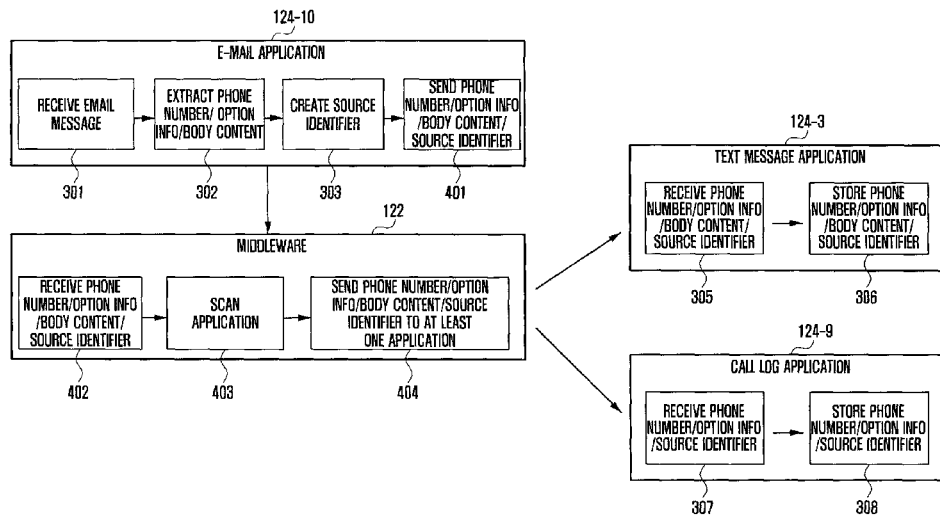 124-10
E-MAIL APPLICATION
RECEIVE EMAIL
MESSAGE
301
EXTRACT PHONE
NUMBER/ OPTION
INFO/BODY CONTENT
302
CREATE SOURCE
IDENTIFIER
303
SEND PHONE
NUMBER/OPTION INFO
/BODY CONTENT/
SOURCE IDENTIFIER
401
122
MIDDLEWARE
RECEIVE PHONE
NUMBER/OPTION INFO
/BODY CONTENT/
SOURCE IDENTIFIER
402
SCAN
APPLICATION
403
SEND PHONE NUMBER/OPTION
INFO/BODY CONTENT/SOURCE
IDENTIFIER TO AT LEAST
ONE APPLICATION
404
124-3
TEXT MESSAGE APPLICATION
RECEIVE PHONE
NUMBER/OPTION INFO
/BODY CONTENT/
SOURCE IDENTIFIER
305
STORE PHONE
NUMBER/OPTION INFO
/BODY CONTENT/
SOURCE IDENTIFIER
306
124-9
CALL LOG APPLICATION
RECEIVE PHONE
NUMBER/OPTION INFO
/SOURCE IDENTIFIER
307
STORE PHONE
NUMBER/OPTION INFO
/SOURCE IDENTIFIER
308